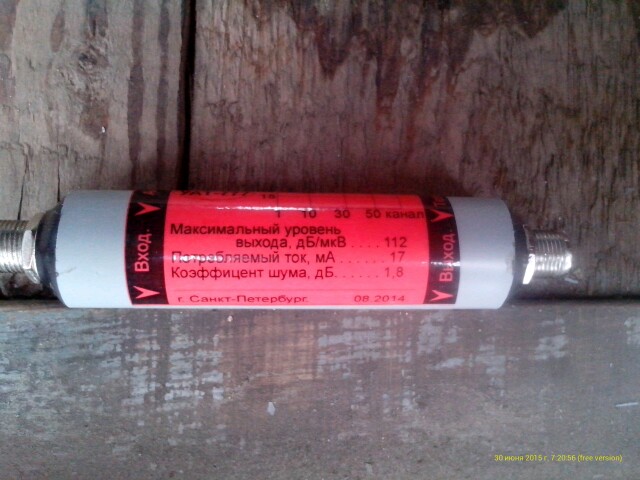 1 10 30 50 канал
Максимальный уровень
выхода, дБ/мкВ....112
Потребляемый ток, мА.......17
Коэффицент шума, дБ......1,8
г. Санкт-Петербург. 08.2014
Вход.
Выход.
30 июня 2015 г. 7:20:56 (free version)